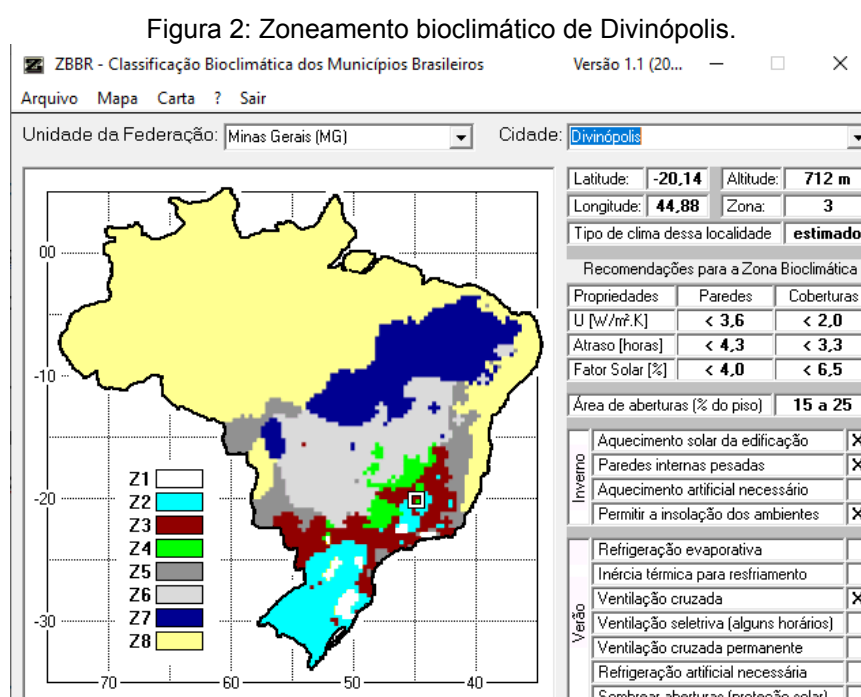 Figura 2: Zoneamento bioclimático de Divinópolis.
ZBBR - Classificação Bioclimática dos Municípios Brasileiros Versão 1.1 (20...
Arquivo Mapa Carta ? Sair
Unidade da Federação: Minas Gerais (MG) Cidade: Divinópolis
Latitude: -20,14 Altitude: 712 m
Longitude: 44,88 Zona: 3
Tipo de clima dessa localidade estimado
Recomendações para a Zona Bioclimática
Propriedades Paredes Coberturas
U [W/m².K] < 3,6 < 2,0
Atraso [horas] < 4,3 < 3,3
Fator Solar [%] < 4,0 < 6,5
Área de aberturas (% do piso) 15 a 25
Inverno
Aquecimento solar da edificação X
Paredes internas pesadas X
Aquecimento artificial necessário
Permitir a insolação dos ambientes X
Verão
Refrigeração evaporativa
Inércia térmica para resfriamento
Ventilação cruzada X
Ventilação seletriva (alguns horários)
Ventilação cruzada permanente
Refrigeração artificial necessária
Sombrear aberturas (proteção solar)
00
-10
-20
-30
Z1
Z2
Z3
Z4
Z5
Z6
Z7
Z8
70 60 50 40